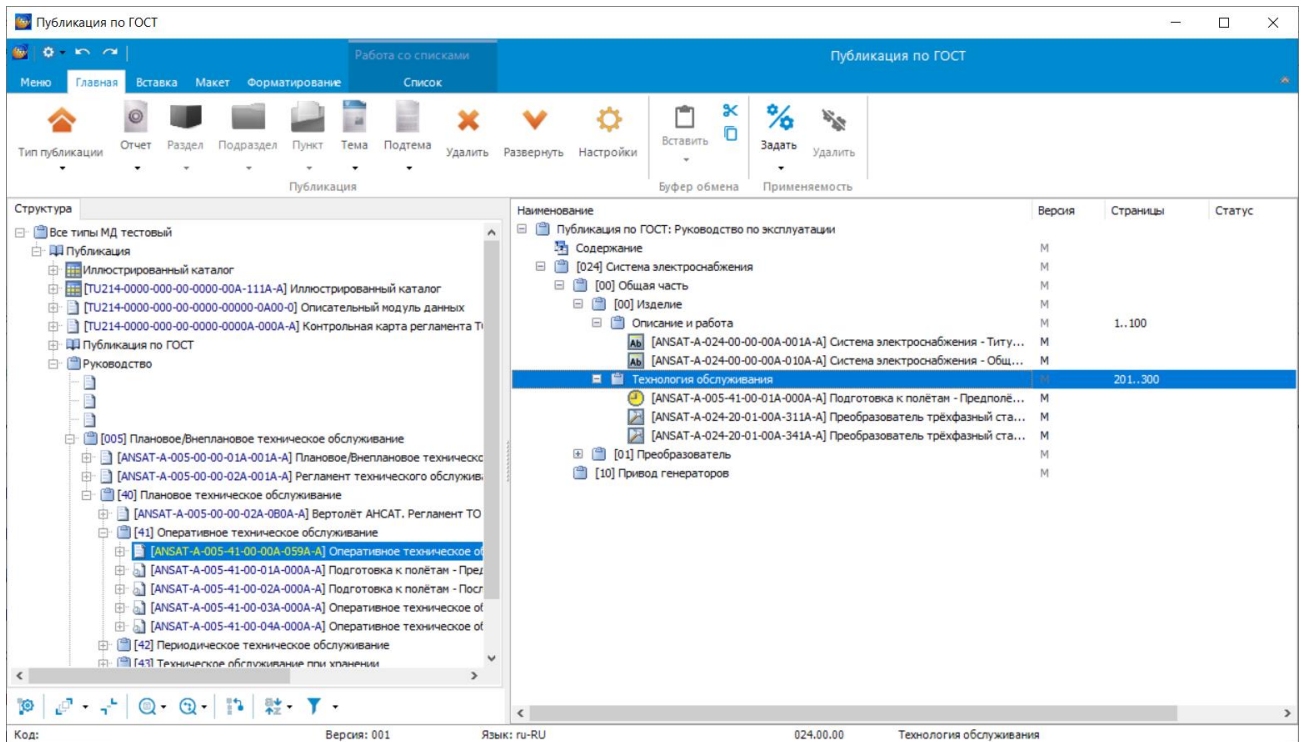 Публикация по ГОСТ
Работа со списками
Публикация по ГОСТ
Меню Главная Вставка Макет Форматирование Список
Тип публикации Отчет Раздел Подраздел Пункт Тема Подтема Удалить Развернуть Настройки Вставить Задать Удалить
Публикация Буфер обмена Применяемость
Структура
Все типы МД тестовый
Публикация
Иллюстрированный каталог
[TU214-0000-000-00-0000-00A-111A-A] Иллюстрированный каталог
[TU214-0000-000-00-0000-00000-0A00-0] Описательный модуль данных
[TU214-0000-000-00-0000-0000A-000A-A] Контрольная карта регламента
Публикация по ГОСТ
Руководство
[005] Плановое/Внеплановое техническое обслуживание
[ANSAT-A-005-00-00-01A-001A-A] Плановое/Внеплановое техническо
[ANSAT-A-005-00-00-02A-001A-A] Регламент технического обслужив
[40] Плановое техническое обслуживание
[ANSAT-A-005-00-00-02A-0B0A-A] Вертолёт АНСАТ. Регламент ТО
[41] Оперативное техническое обслуживание
[ANSAT-A-005-41-00-00A-059A-A] Оперативное техническое об
[ANSAT-A-005-41-00-01A-000A-A] Подготовка к полётам - Пред
[ANSAT-A-005-41-00-02A-000A-A] Подготовка к полётам - Посл
[ANSAT-A-005-41-00-03A-000A-A] Оперативное техническое об
[ANSAT-A-005-41-00-04A-000A-A] Оперативное техническое об
[42] Периодическое техническое обслуживание
[43] Техническое обслуживание при хранении
Наименование Версия Страницы Статус
Публикация по ГОСТ: Руководство по эксплуатации
Содержание М
[024] Система электроснабжения М
[00] Общая часть М
[00] Изделие М
Описание и работа М 1..100
[ANSAT-A-024-00-00-00A-001A-A] Система электроснабжения - Титу... М
[ANSAT-A-024-00-00-00A-010A-A] Система электроснабжения - Общ... М
Технология обслуживания М 201..300
[ANSAT-A-005-41-00-01A-000A-A] Подготовка к полётам - Предполё... М
[ANSAT-A-024-20-01-00A-311A-A] Преобразователь трёхфазный ста... М
[ANSAT-A-024-20-01-00A-341A-A] Преобразователь трёхфазный ста... М
[01] Преобразователь М
[10] Привод генераторов М
Код: Версия: 001 Язык: ru-RU 024.00.00 Технология обслуживания